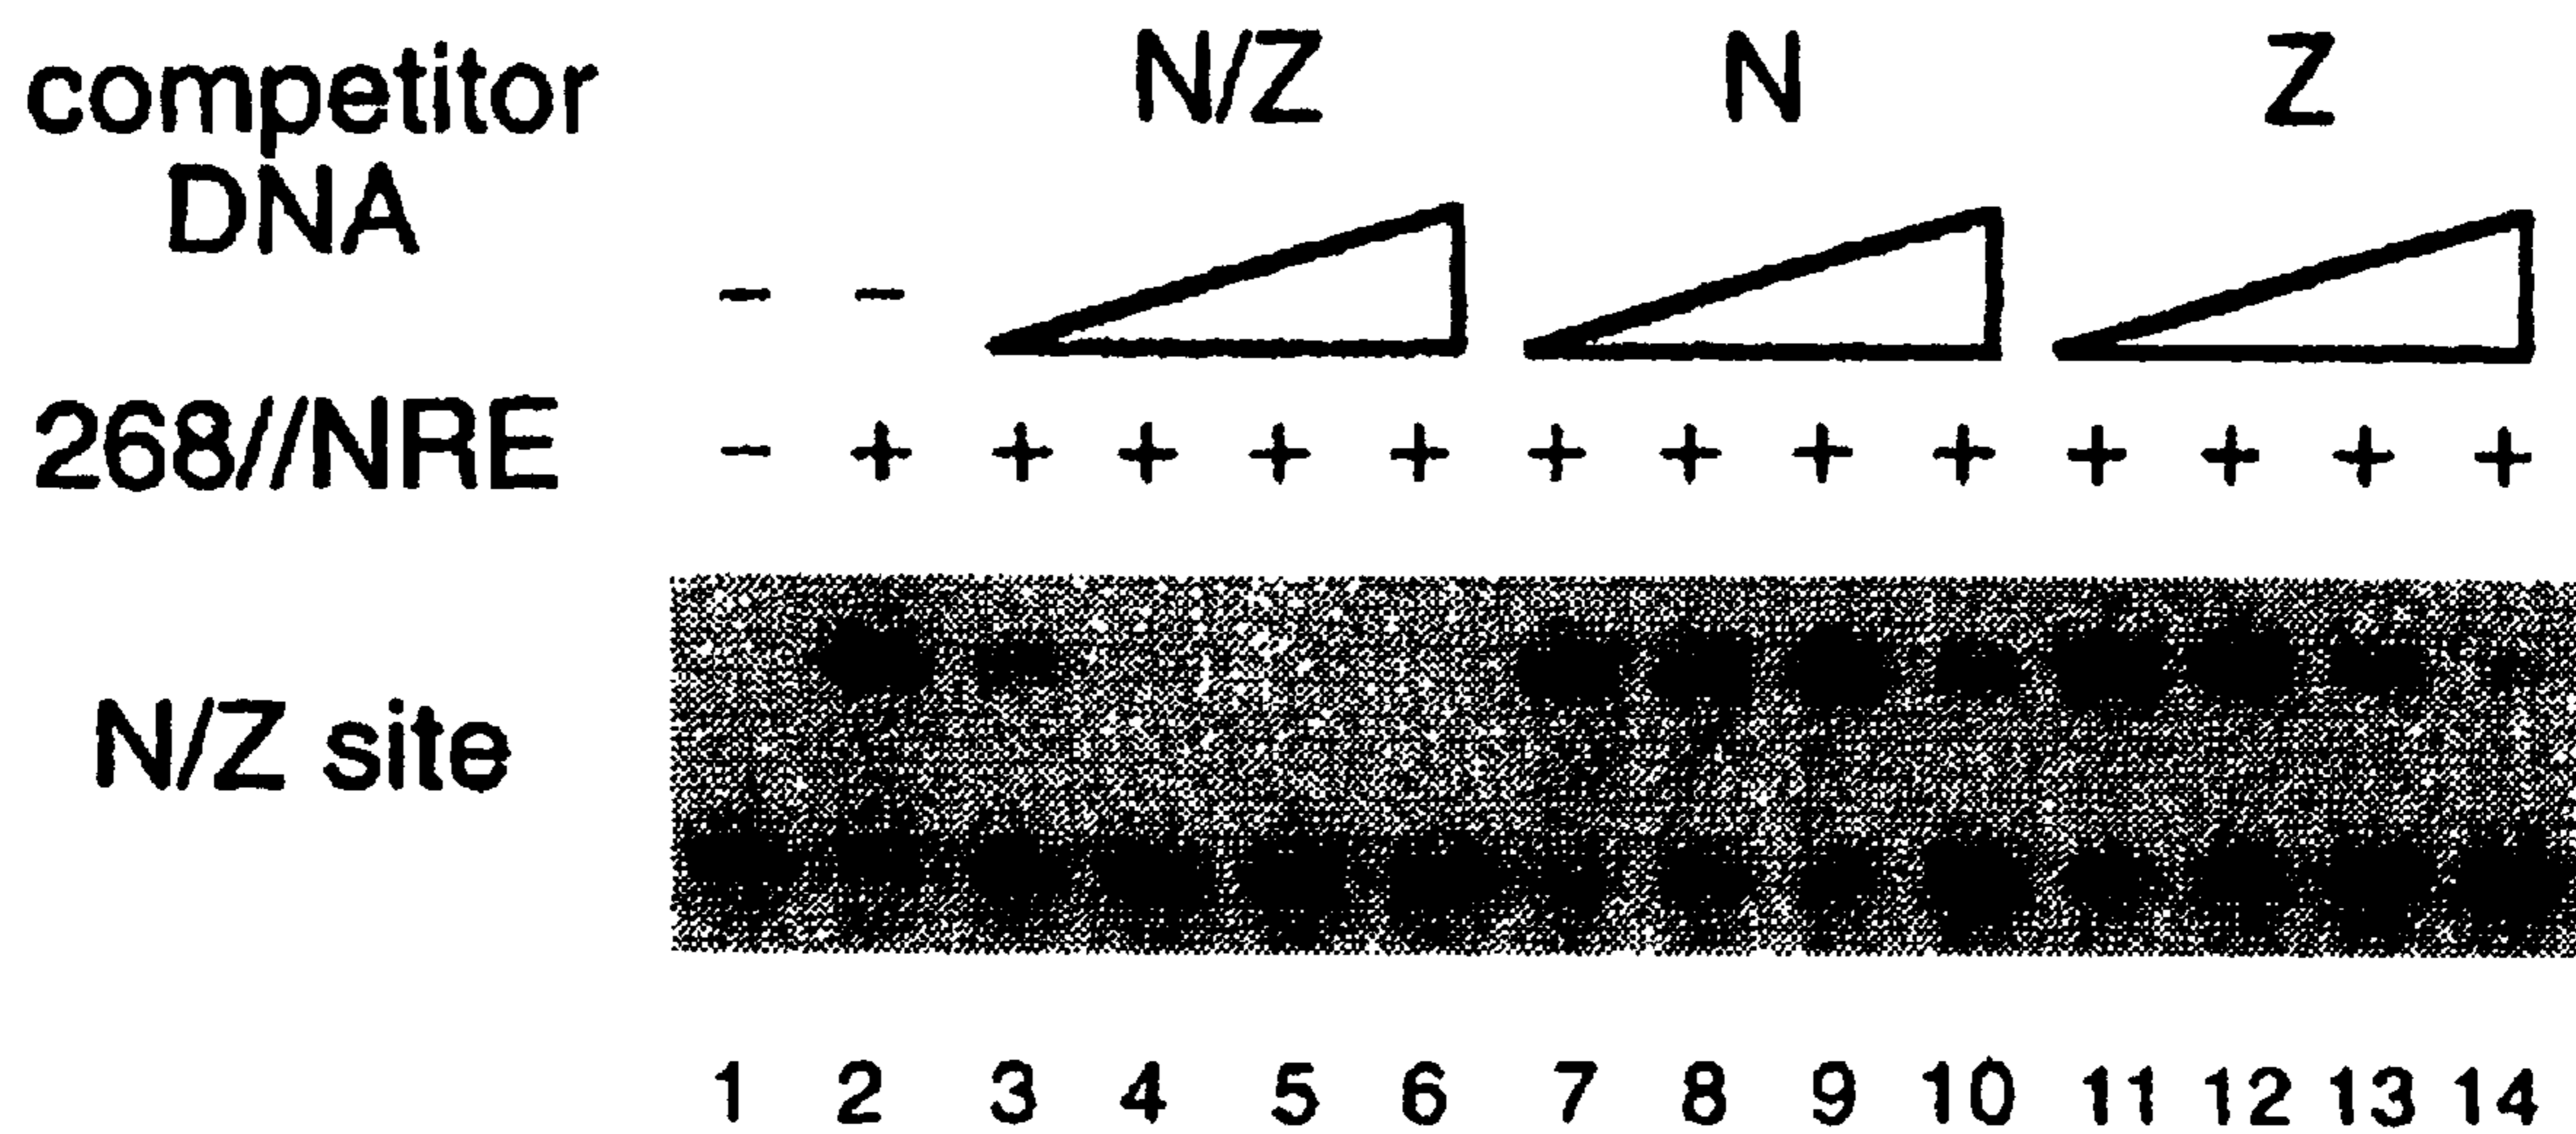 competitor N/Z N Z
DNA
- -
268//NRE - + + + + + + + + + + + + +
N/Z site
1 2 3 4 5 6 7 8 9 10 11 12 13 14